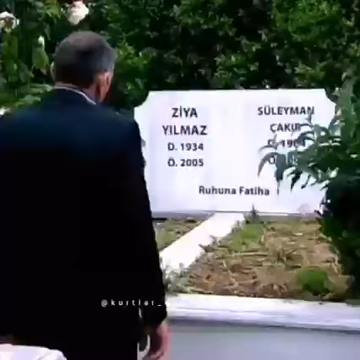 ZİYA
YILMAZ
D. 1934
Ö. 2005
SÜLEYMAN
ÇAKIR
D.
Ruhuna Fatiha
@kurtlar_